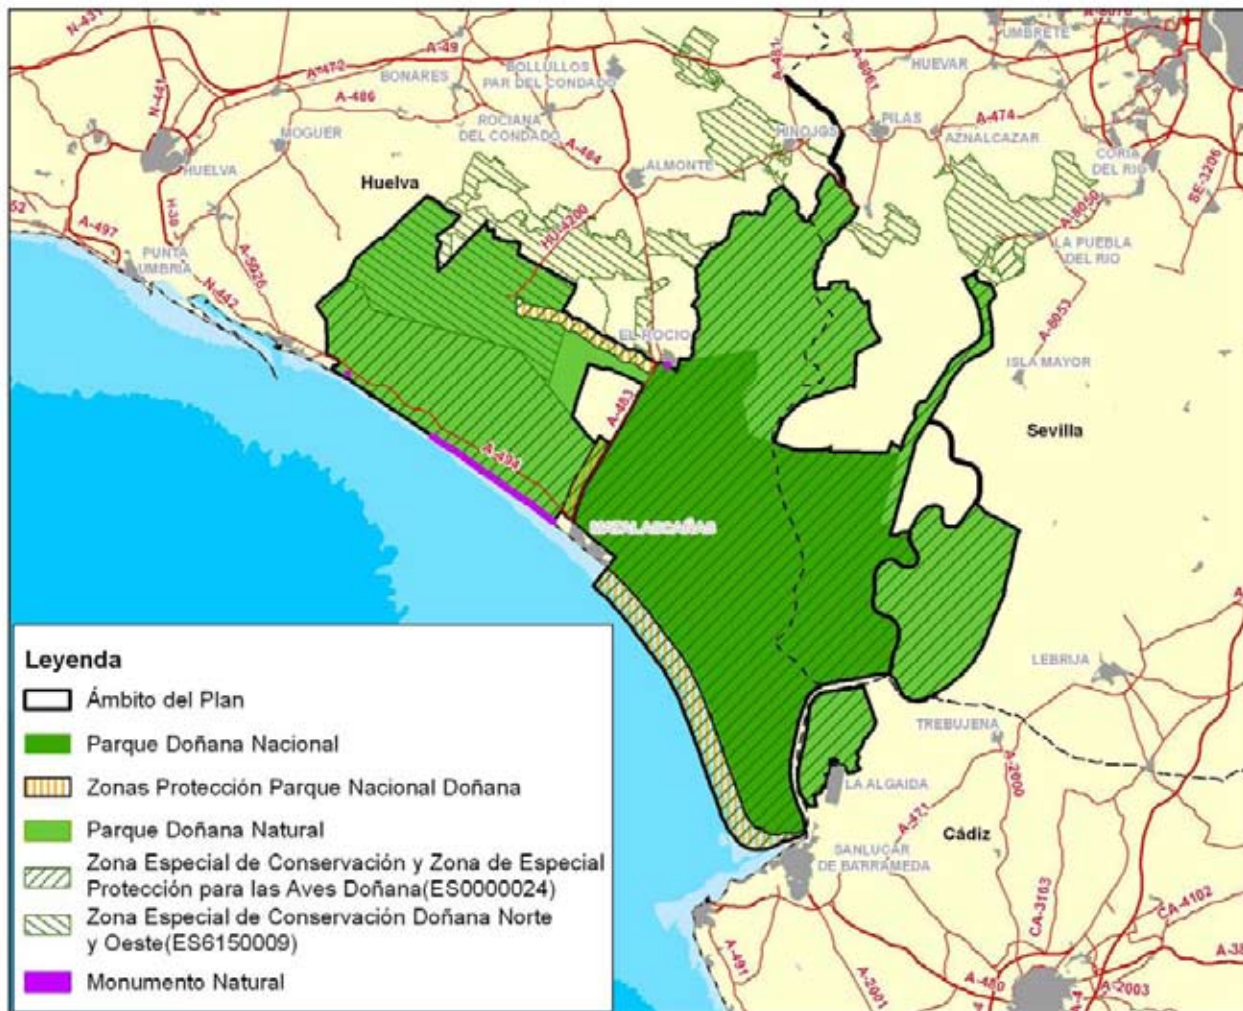 N-431
A-8076
A-49
A-481
UMBRETE
A-472
BOLLULLOS
PAR DEL CONDADO
A-8061
HUEVAR
BONARES
N-441
A-486
ROCIANA
DEL CONDADO
PILAS
A-474
MOGUER
HINOJOS
AZNALCAZAR
A-484
CORIA
DEL RIO
SE-3206
HUELVA
ALMONTE
Huelva
H-30
HU-4200
A-8050
A-497
A-5026
LA PUEBLA
DEL RIO
PUNTA
UMBRIA
N-442
A-8053
EL ROCIO
ISLA MAYOR
A-483
Sevilla
A-494
MATALASCAÑAS
LEBRIJA
TREBUJENA
A-2000
LA ALGAIDA
A-471
Cádiz
SANLUCAR
DE BARRAMEDA
CA-3163
CA-4102
A-491
A-2001
A-480
A-2003
Leyenda
Ámbito del Plan
Parque Doñana Nacional
Zonas Protección Parque Nacional Doñana
Parque Doñana Natural
Zona Especial de Conservación y Zona de Especial
Protección para las Aves Doñana(ES0000024)
Zona Especial de Conservación Doñana Norte
y Oeste(ES6150009)
Monumento Natural